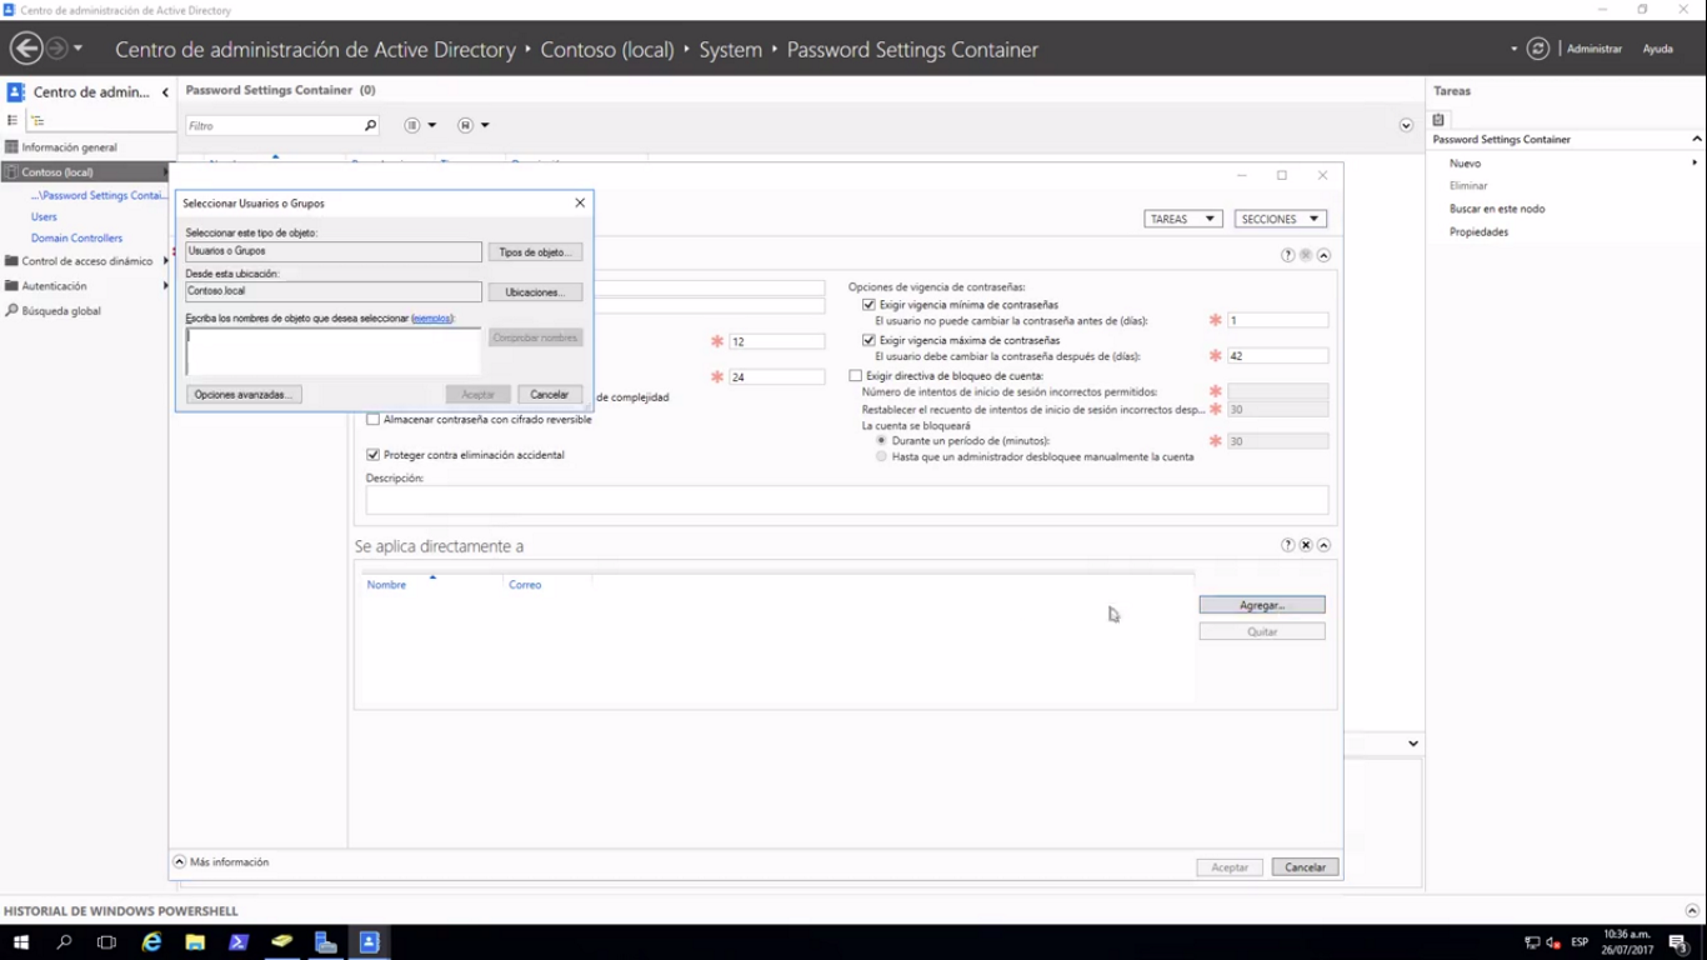 Centro de administración de Active Directory
Centro de administración de Active Directory • Contoso (local) • System • Password Settings Container
Administrar
Ayuda
Centro de admin...
Password Settings Container (0)
Filtro
Información general
Contoso (local)
...\Password Settings Contai...
Users
Domain Controllers
Control de acceso dinámico
Autenticación
Búsqueda global
Tareas
Password Settings Container
Nuevo
Eliminar
Buscar en este nodo
Propiedades
TAREAS
SECCIONES
Seleccionar Usuarios o Grupos
Seleccionar este tipo de objeto:
Usuarios o Grupos
Tipos de objeto...
Desde esta ubicación:
Contoso.local
Ubicaciones...
Escriba los nombres de objeto que desea seleccionar (ejemplos):
Comprobar nombres
Opciones avanzadas...
Aceptar
Cancelar
12
24
de complejidad
Almacenar contraseña con cifrado reversible
Proteger contra eliminación accidental
Descripción:
Opciones de vigencia de contraseñas:
Exigir vigencia mínima de contraseñas
El usuario no puede cambiar la contraseña antes de (días):
1
Exigir vigencia máxima de contraseñas
El usuario debe cambiar la contraseña después de (días):
42
Exigir directiva de bloqueo de cuenta:
Número de intentos de inicio de sesión incorrectos permitidos:
Restablecer el recuento de intentos de inicio de sesión incorrectos desp...
30
La cuenta se bloqueará
Durante un período de (minutos):
30
Hasta que un administrador desbloquee manualmente la cuenta
Se aplica directamente a
Nombre
Correo
Agregar...
Quitar
Más información
Aceptar
Cancelar
HISTORIAL DE WINDOWS POWERSHELL
ESP
10:36 a.m.
26/07/2017
3